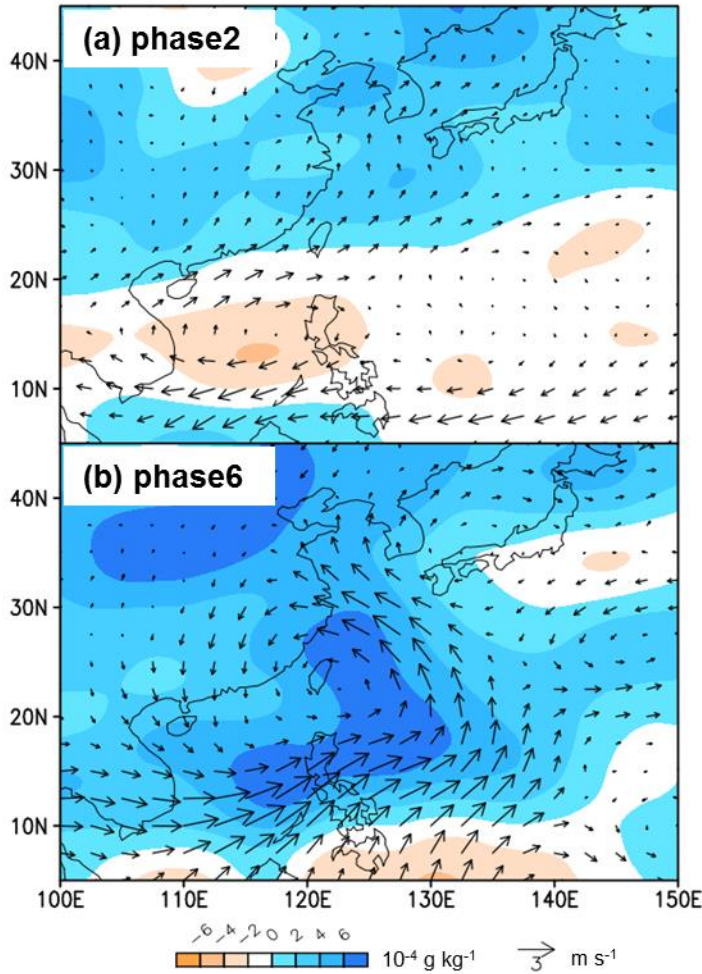 (a) phase2
40N
30N
20N
10N
(b) phase6
40N
30N
20N
10N
100E 110E 120E 130E 140E 150E
-6 -4 -2 0 2 4 6
10⁻⁴ g kg⁻¹
3
m s⁻¹